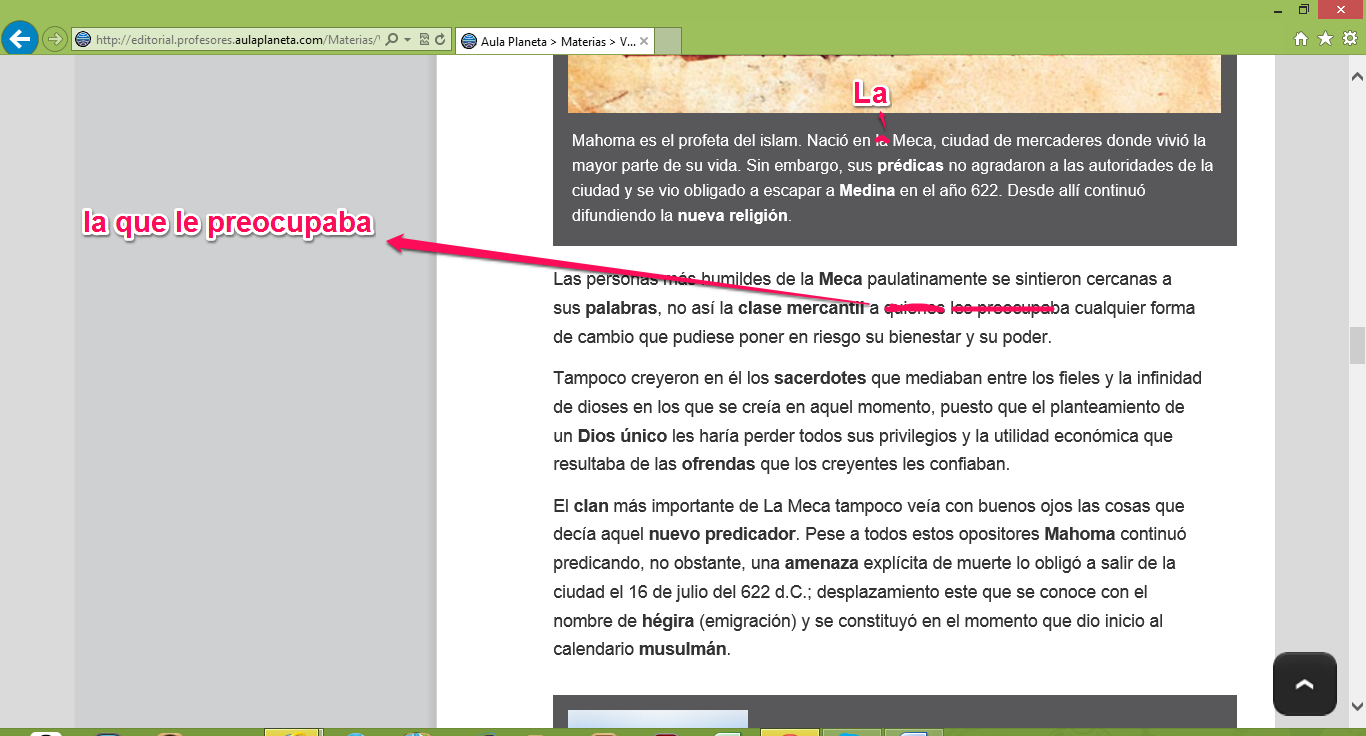 http://editorial.profesores.aulaplaneta.com/Materias/
Aula Planeta > Materias > V...
La
Mahoma es el profeta del islam. Nació en la Meca, ciudad de mercaderes donde vivió la
mayor parte de su vida. Sin embargo, sus prédicas no agradaron a las autoridades de la
ciudad y se vio obligado a escapar a Medina en el año 622. Desde allí continuó
difundiendo la nueva religión.
la que le preocupaba
Las personas más humildes de la Meca paulatinamente se sintieron cercanas a
sus palabras, no así la clase mercantil a quienes les preocupaba cualquier forma
de cambio que pudiese poner en riesgo su bienestar y su poder.
Tampoco creyeron en él los sacerdotes que mediaban entre los fieles y la infinidad
de dioses en los que se creía en aquel momento, puesto que el planteamiento de
un Dios único les haría perder todos sus privilegios y la utilidad económica que
resultaba de las ofrendas que los creyentes les confiaban.
El clan más importante de La Meca tampoco veía con buenos ojos las cosas que
decía aquel nuevo predicador. Pese a todos estos opositores Mahoma continuó
predicando, no obstante, una amenaza explícita de muerte lo obligó a salir de la
ciudad el 16 de julio del 622 d.C.; desplazamiento este que se conoce con el
nombre de hégira (emigración) y se constituyó en el momento que dio inicio al
calendario musulmán.